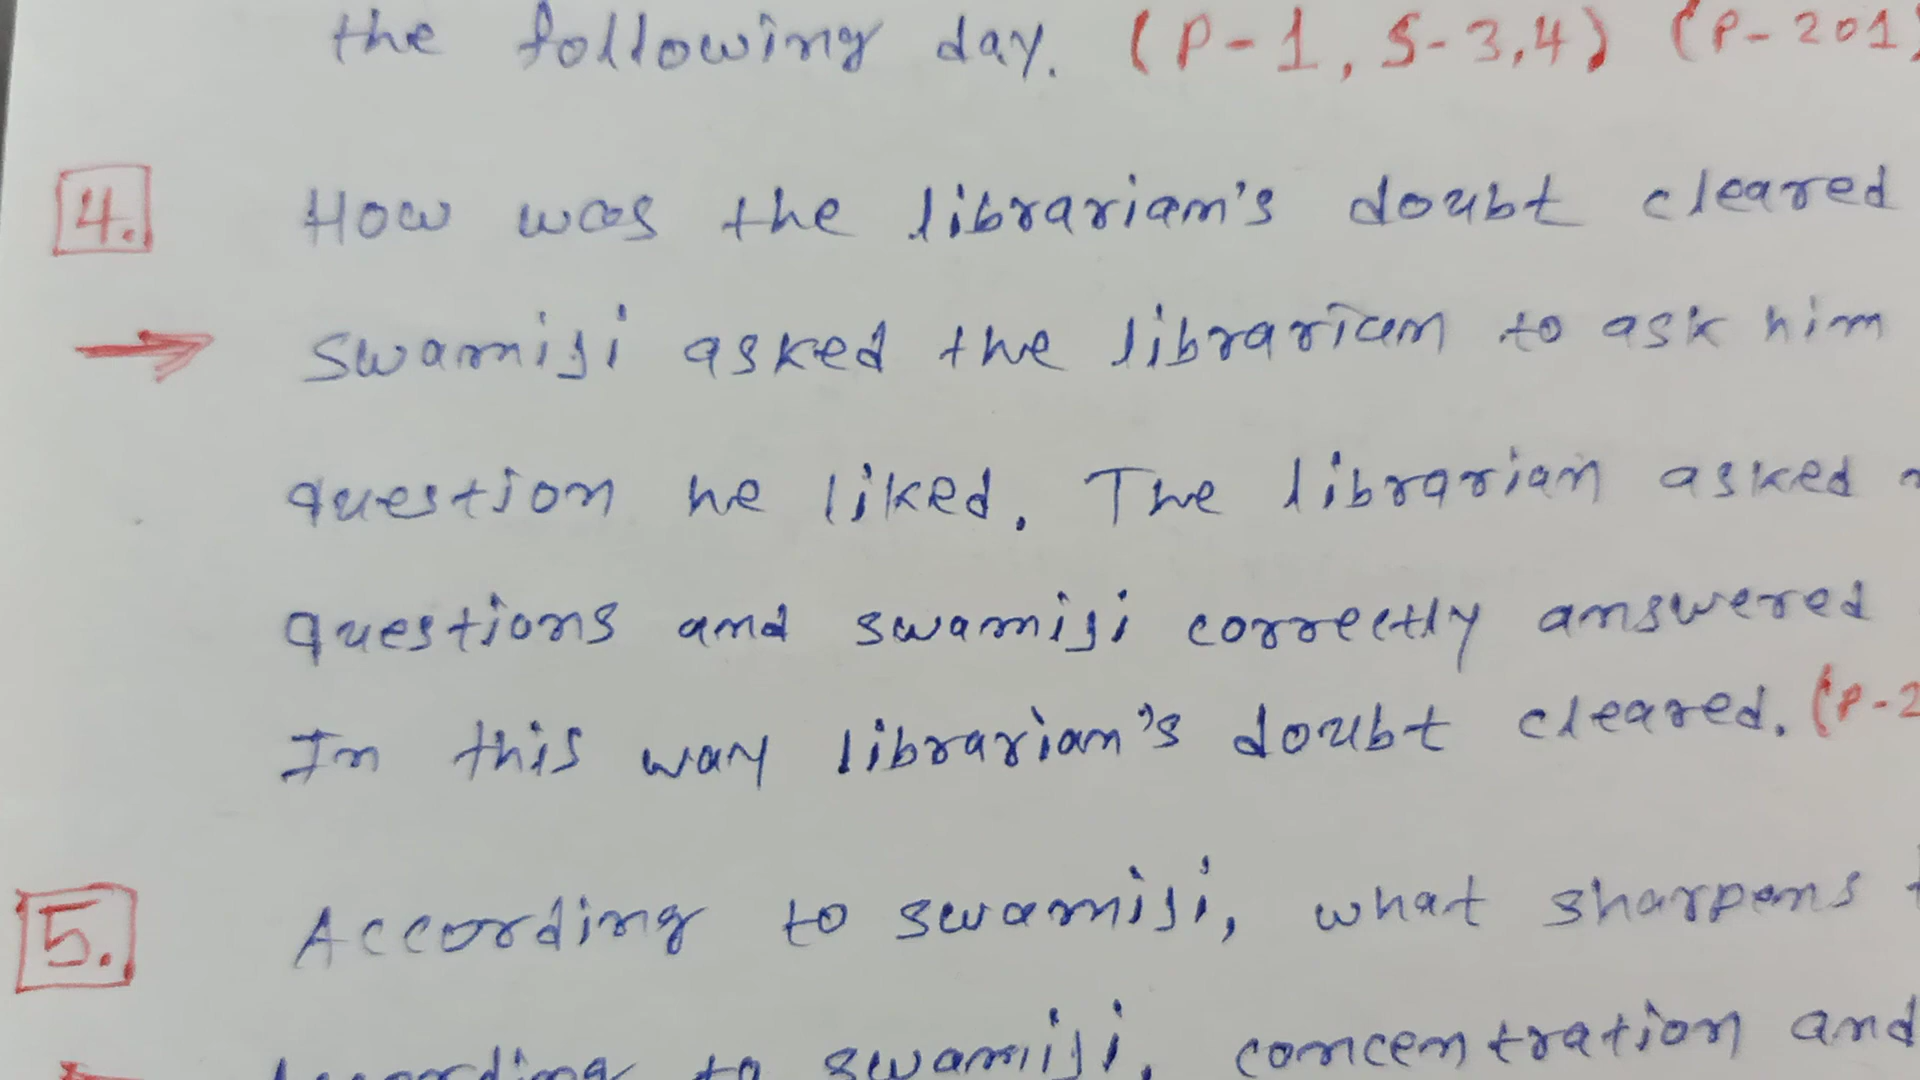 the following day. (P-1, S-3,4) (P-201)
4. How was the librarian's doubt cleared
→ Swamiji asked the librarian to ask him
question he liked. The librarian asked
questions and swamiji correctly answered
In this way librarian's doubt cleared. (P-2
5. According to swamiji, what sharpens
According to swamiji, concentration and